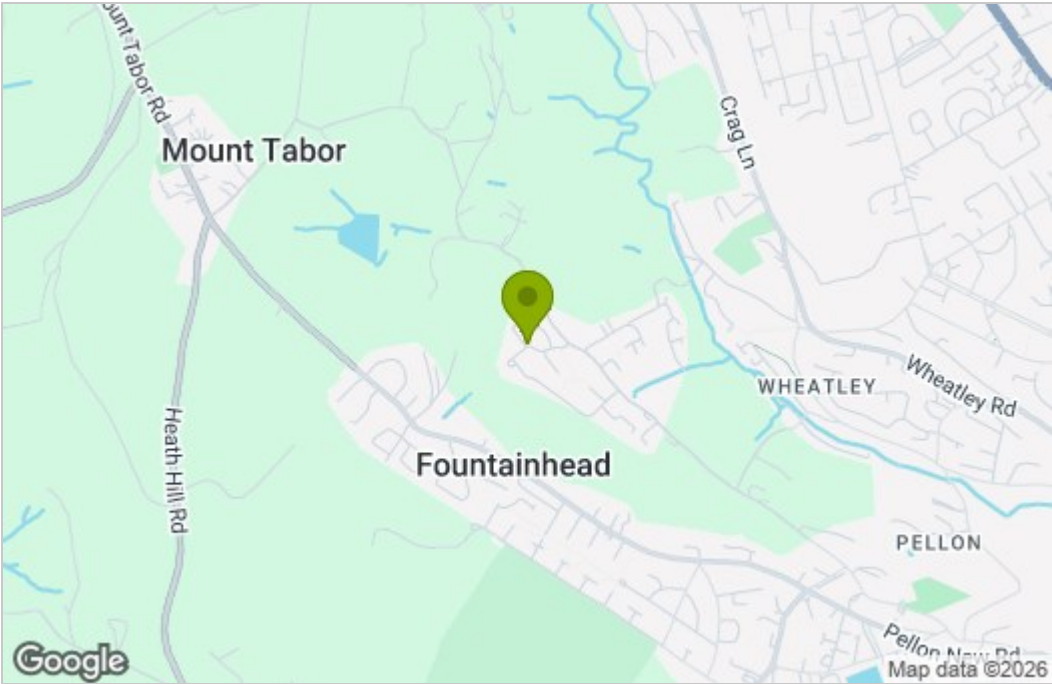 ount Tabor Rd
Mount Tabor
Crag Ln
Wheatley Rd
WHEATLEY
Heath Hill Rd
Fountainhead
PELLON
Pellon New Rd
Google
Map data ©2026